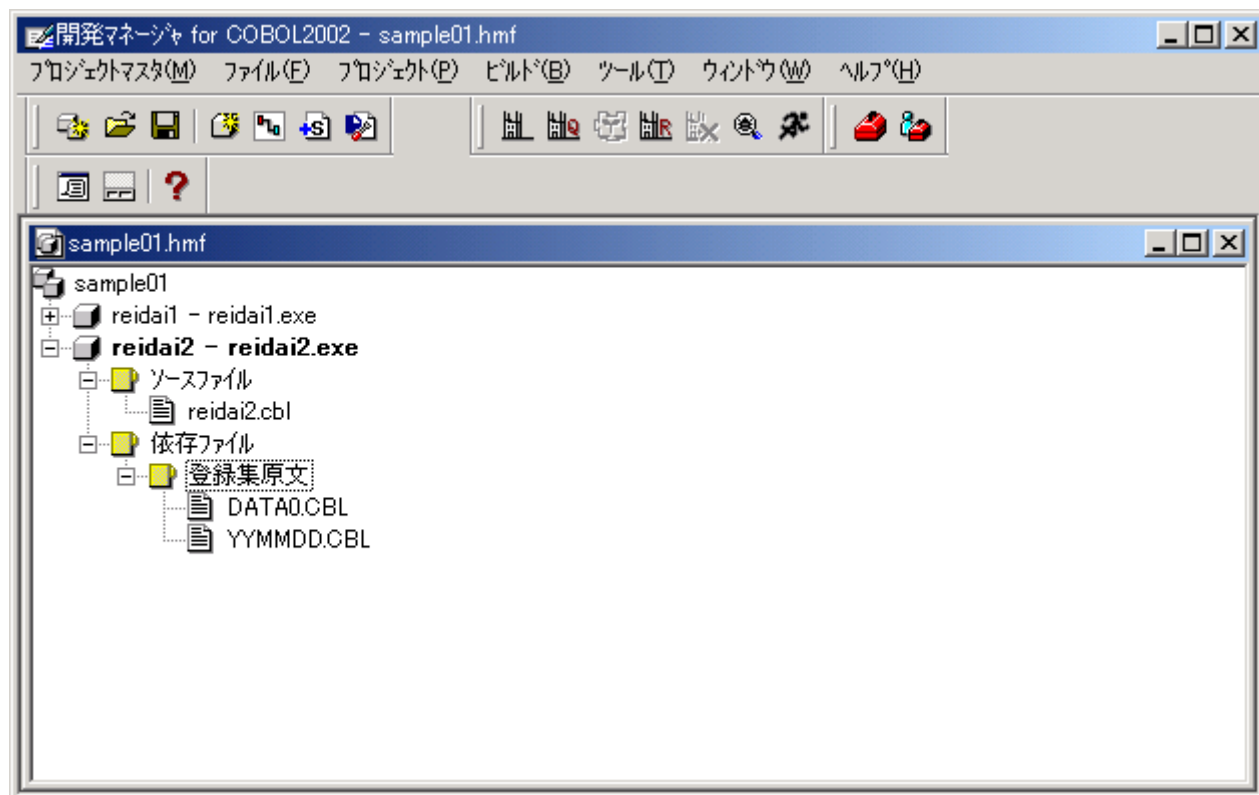 開発マネージャ for COBOL2002 - sample01.hmf
プロジェクトマスタ(M) ファイル(F) プロジェクト(P) ビルド(B) ツール(T) ウィンドウ(W) ヘルプ(H)
sample01.hmf
sample01
reidai1 - reidai1.exe
reidai2 - reidai2.exe
ソースファイル
reidai2.cbl
依存ファイル
登録集原文
DATA0.CBL
YYMMDD.CBL